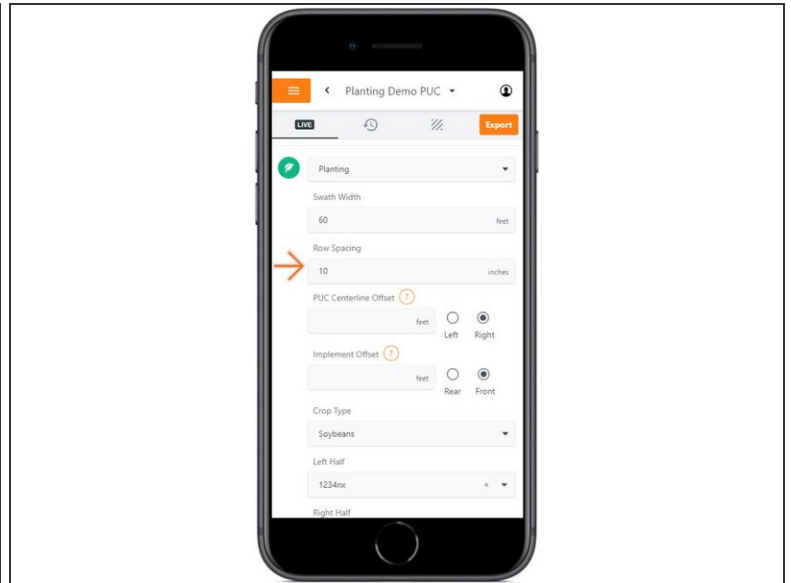 Planting Demo PUC
LIVE
Export
Planting
Swath Width
60 feet
Row Spacing
10 inches
PUC Centerline Offset ?
feet
Left Right
Implement Offset ?
feet
Rear Front
Crop Type
Soybeans
Left Half
1234nx ×
Right Half